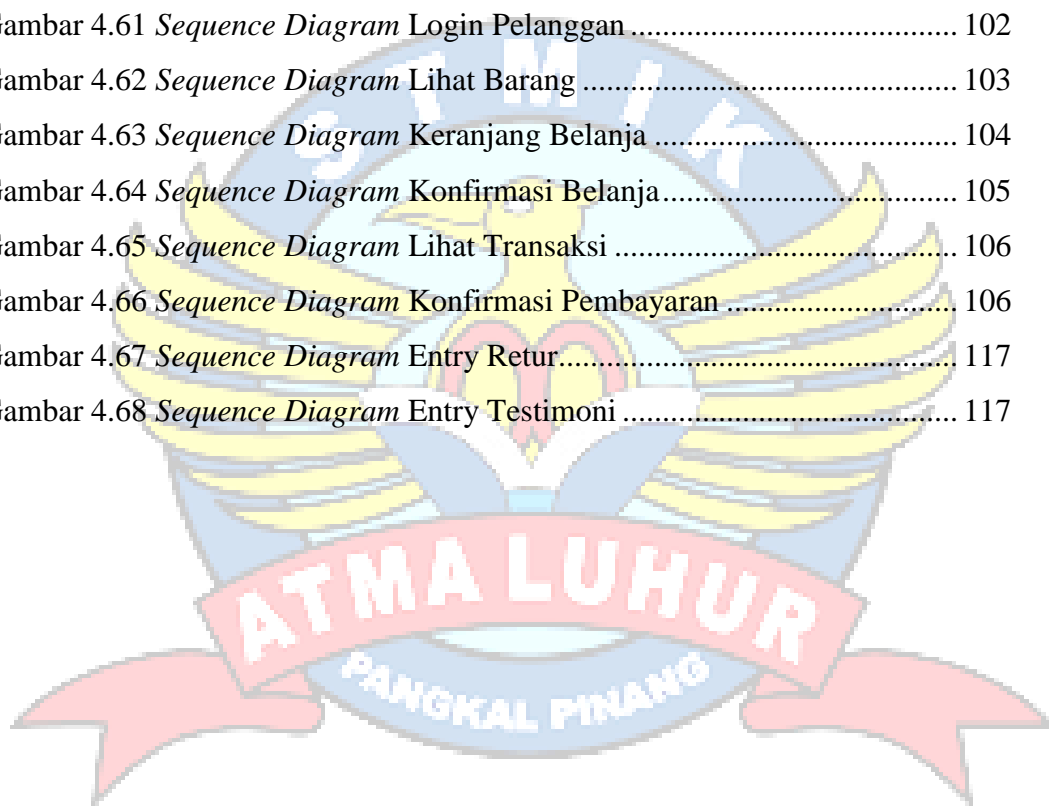 Gambar 4.61 Sequence Diagram Login Pelanggan ........................................ 102
Gambar 4.62 Sequence Diagram Lihat Barang .............................................. 103
Gambar 4.63 Sequence Diagram Keranjang Belanja ..................................... 104
Gambar 4.64 Sequence Diagram Konfirmasi Belanja.................................... 105
Gambar 4.65 Sequence Diagram Lihat Transaksi .......................................... 106
Gambar 4.66 Sequence Diagram Konfirmasi Pembayaran ............................ 106
Gambar 4.67 Sequence Diagram Entry Retur................................................. 117
Gambar 4.68 Sequence Diagram Entry Testimoni ......................................... 117
STMIK
ATMA LUHUR
PANGKAL PINANG